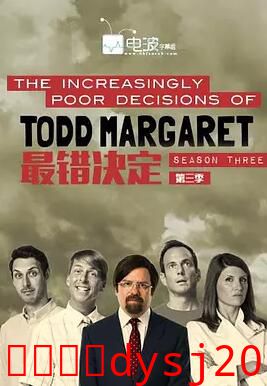 电波字幕组
THE INCREASINGLY
POOR DECISIONS OF
TODD MARGARET
最错决定
SEASON THREE
第三季
dysj20